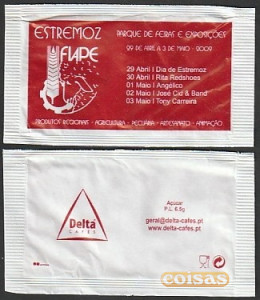 ESTREMOZ
FIAPE
PARQUE DE FEIRAS E EXPOSIÇÕES
29 DE ABRIL A 3 DE MAIO - 2009
29 Abril | Dia de Estremoz
30 Abril | Rita Redshoes
01 Maio | Angélico
02 Maio | José Cid & Band
03 Maio | Tony Carreira
PRODUTOS REGIONAIS - AGRICULTURA - PECUÁRIA - ARTESANATO - ANIMAÇÃO
Delta
CAFÉS
Açúcar
P.L. 6,5g
geral@delta-cafes.pt
www.delta-cafes.pt
coisas